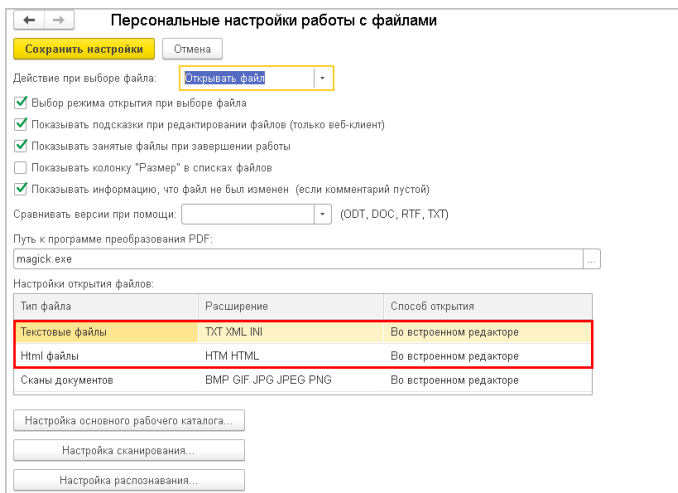 Персональные настройки работы с файлами
Сохранить настройки Отмена
Действие при выборе файла: Открывать файл
Выбор режима открытия при выборе файла
Показывать подсказки при редактировании файлов (только веб-клиент)
Показывать занятые файлы при завершении работы
Показывать колонку "Размер" в списках файлов
Показывать информацию, что файл не был изменен (если комментарий пустой)
Сравнивать версии при помощи: (ODT, DOC, RTF, TXT)
Путь к программе преобразования PDF:
magick.exe ...
Настройки открытия файлов:
Тип файла Расширение Способ открытия
Текстовые файлы TXT XML INI Во встроенном редакторе
Html файлы HTM HTML Во встроенном редакторе
Сканы документов BMP GIF JPG JPEG PNG Во встроенном редакторе
Настройка основного рабочего каталога...
Настройка сканирования...
Настройка распознавания...